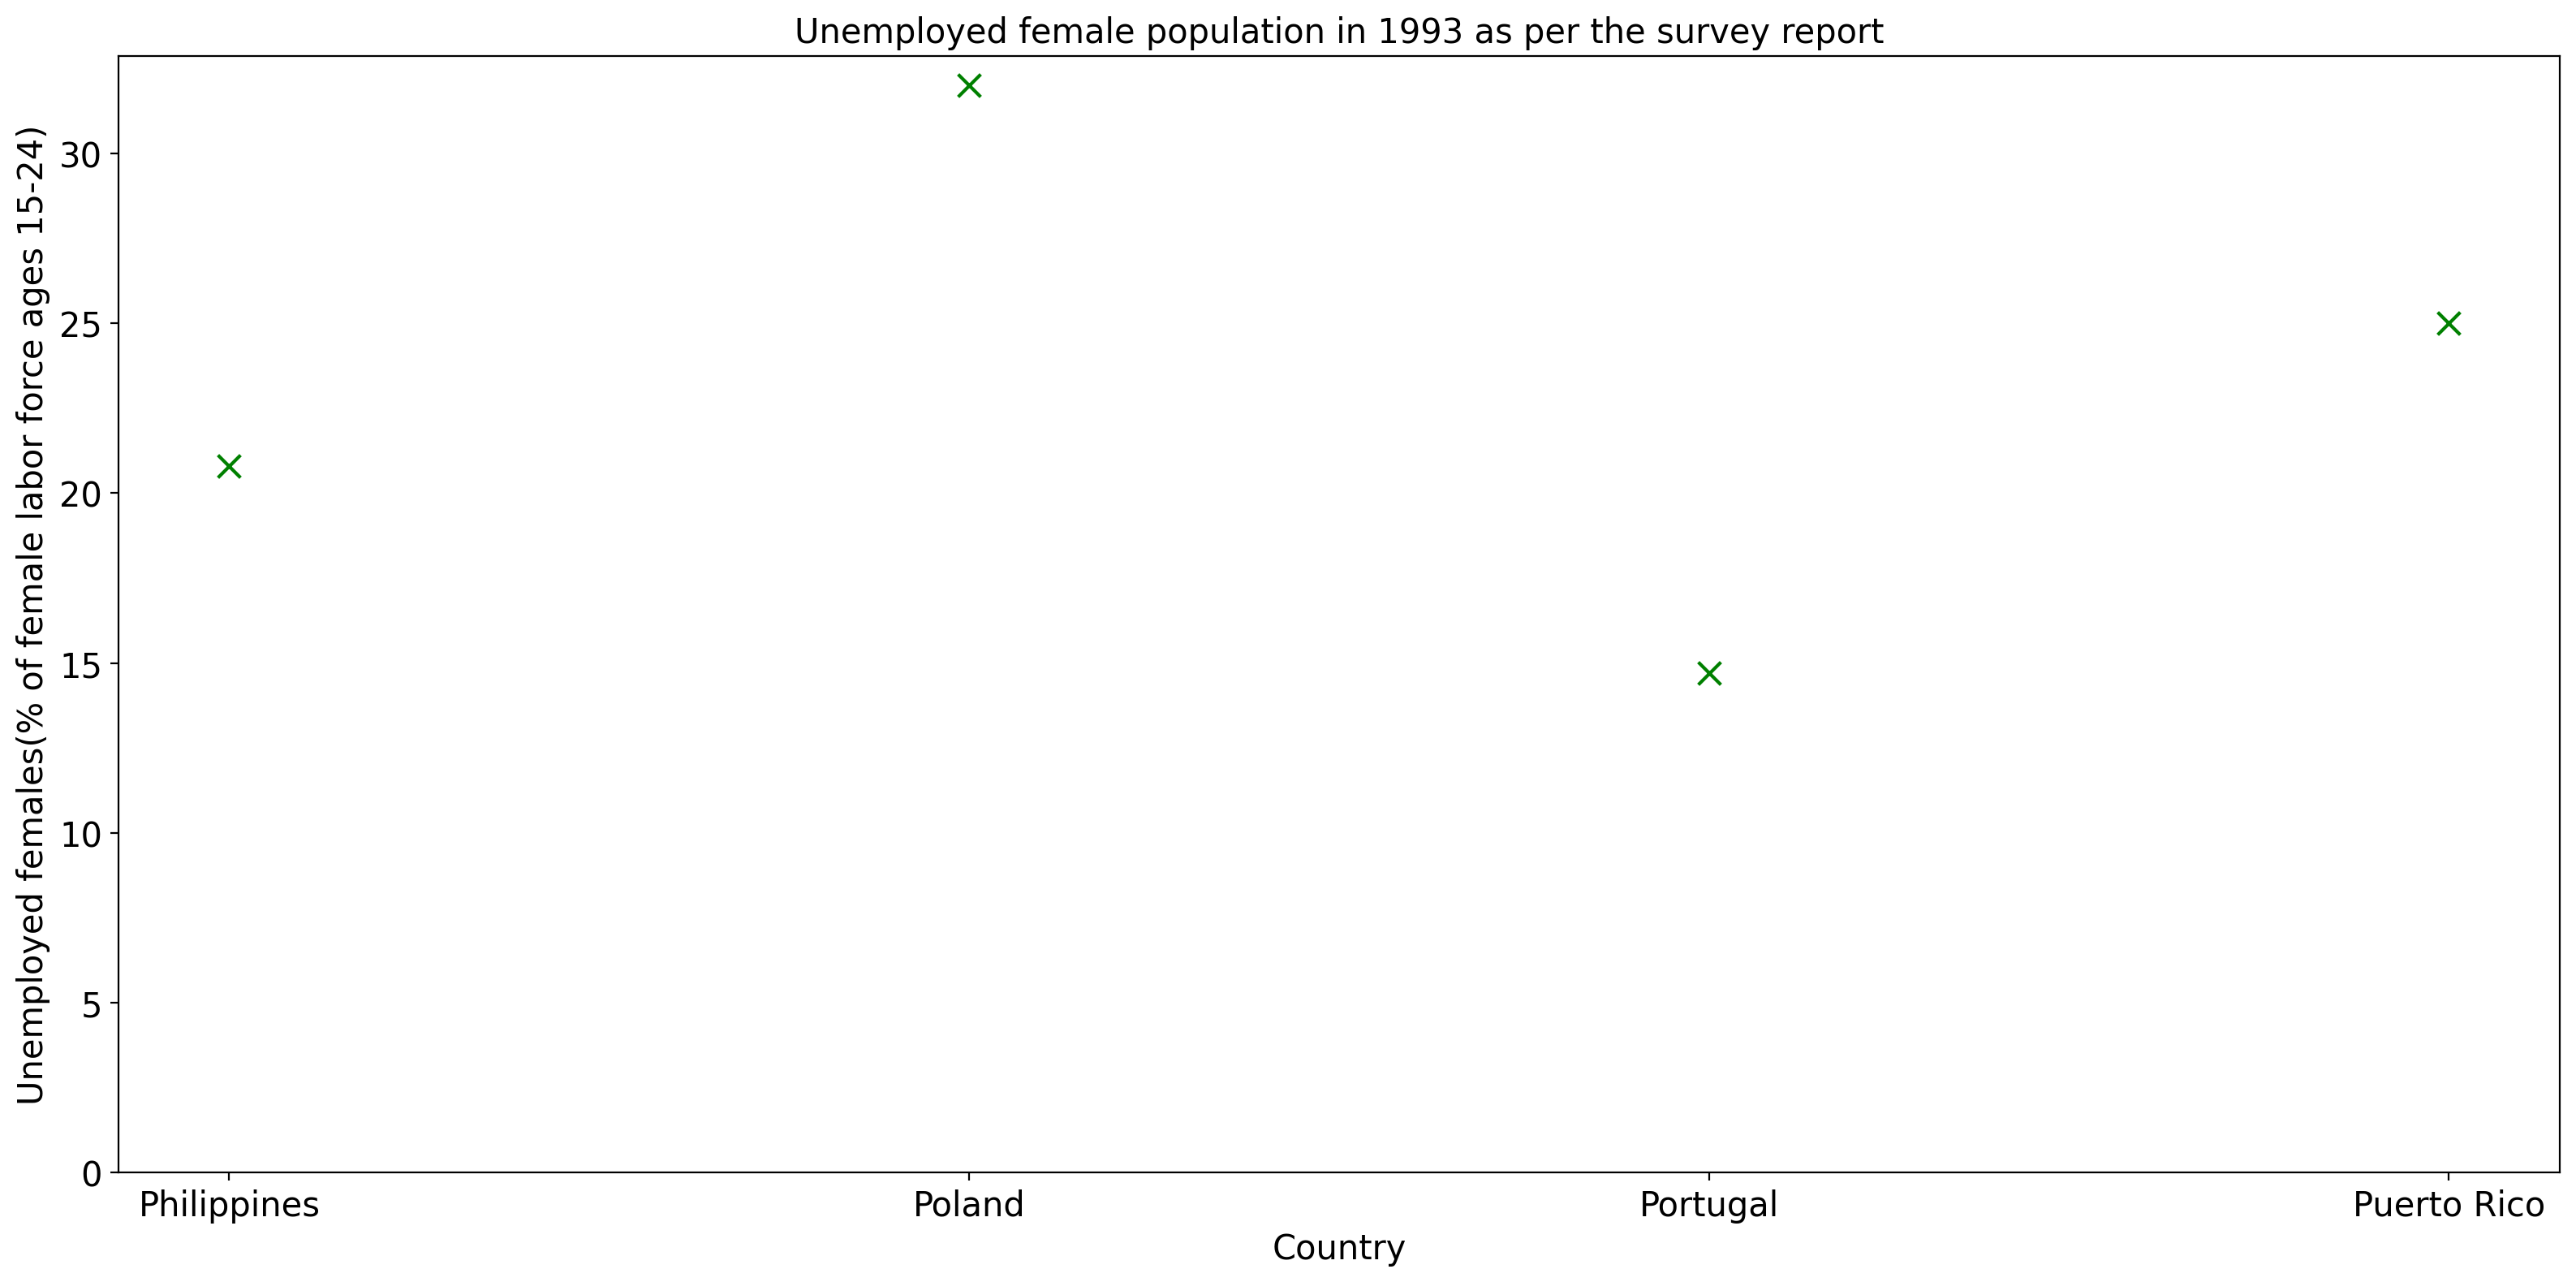 Unemployed female population in 1993 as per the survey report
Unemployed females(% of female labor force ages 15-24)
30
25
20
15
10
5
0
Philippines Poland Portugal Puerto Rico
Country